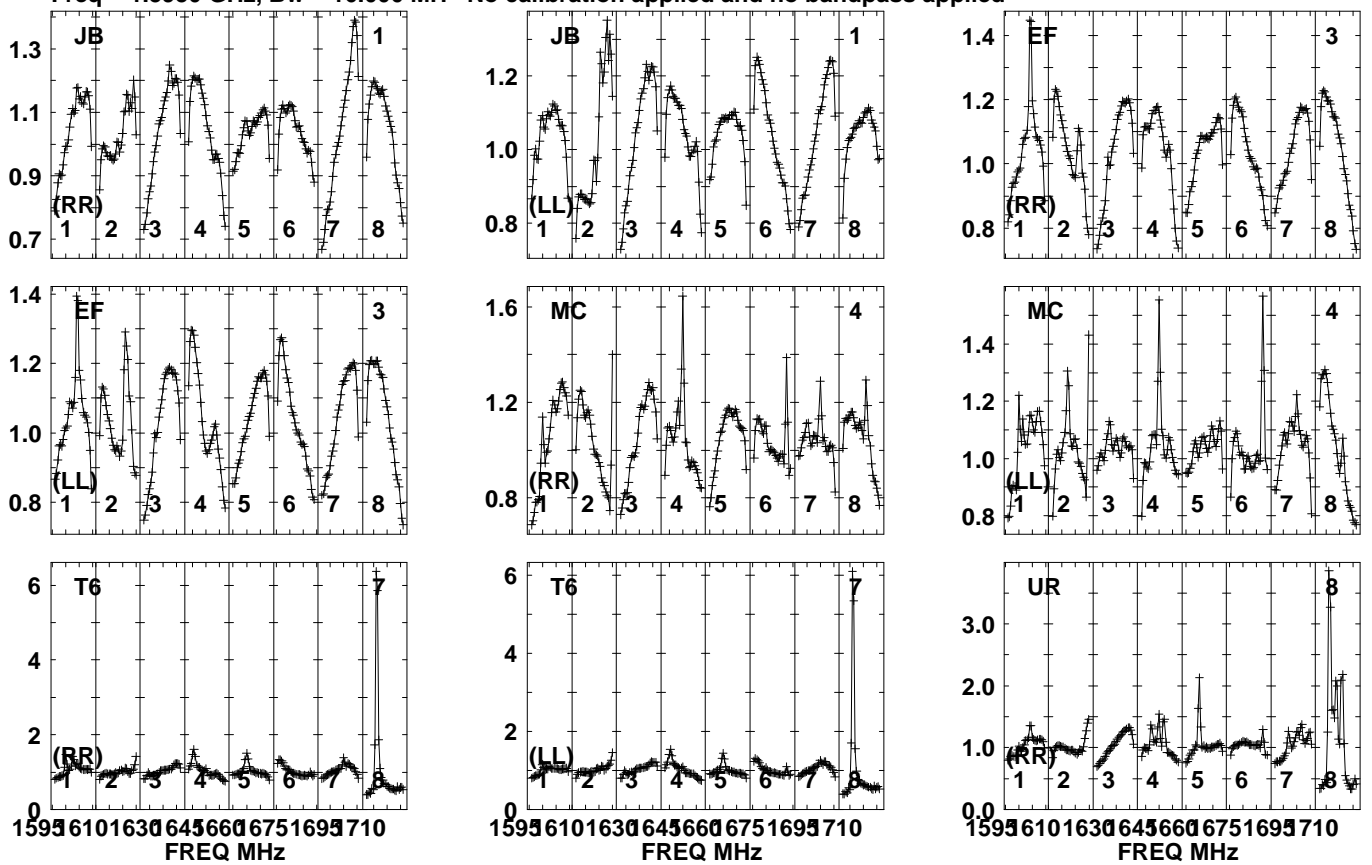 No calibration applied and no bandpass applied
JB 1 JB 1 EF 3
1.3 1.2 1.4
1.1 1.0 1.2
0.9 0.8 1.0
0.7 0.8
(RR) (LL) (RR)
1 2 3 4 5 6 7 8 1 2 3 4 5 6 7 8 1 2 3 4 5 6 7 8
EF 3 MC 4 MC 4
1.4 1.6 1.4
1.2 1.2 1.2
1.0 0.8 1.0
0.8 0.8
(LL) (RR) (LL)
1 2 3 4 5 6 7 8 1 2 3 4 5 6 7 8 1 2 3 4 5 6 7 8
T6 7 T6 7 UR 8
6 6 3.0
4 4 2.0
2 2 1.0
0 0 0.0
(RR) (LL) (RR)
1 2 3 4 5 6 7 8 1 2 3 4 5 6 7 8 1 2 3 4 5 6 7 8
1595 1610 1630 1645 1660 1675 1695 1710 1595 1610 1630 1645 1660 1675 1695 1710 1595 1610 1630 1645 1660 1675 1695 1710
FREQ MHz FREQ MHz FREQ MHz